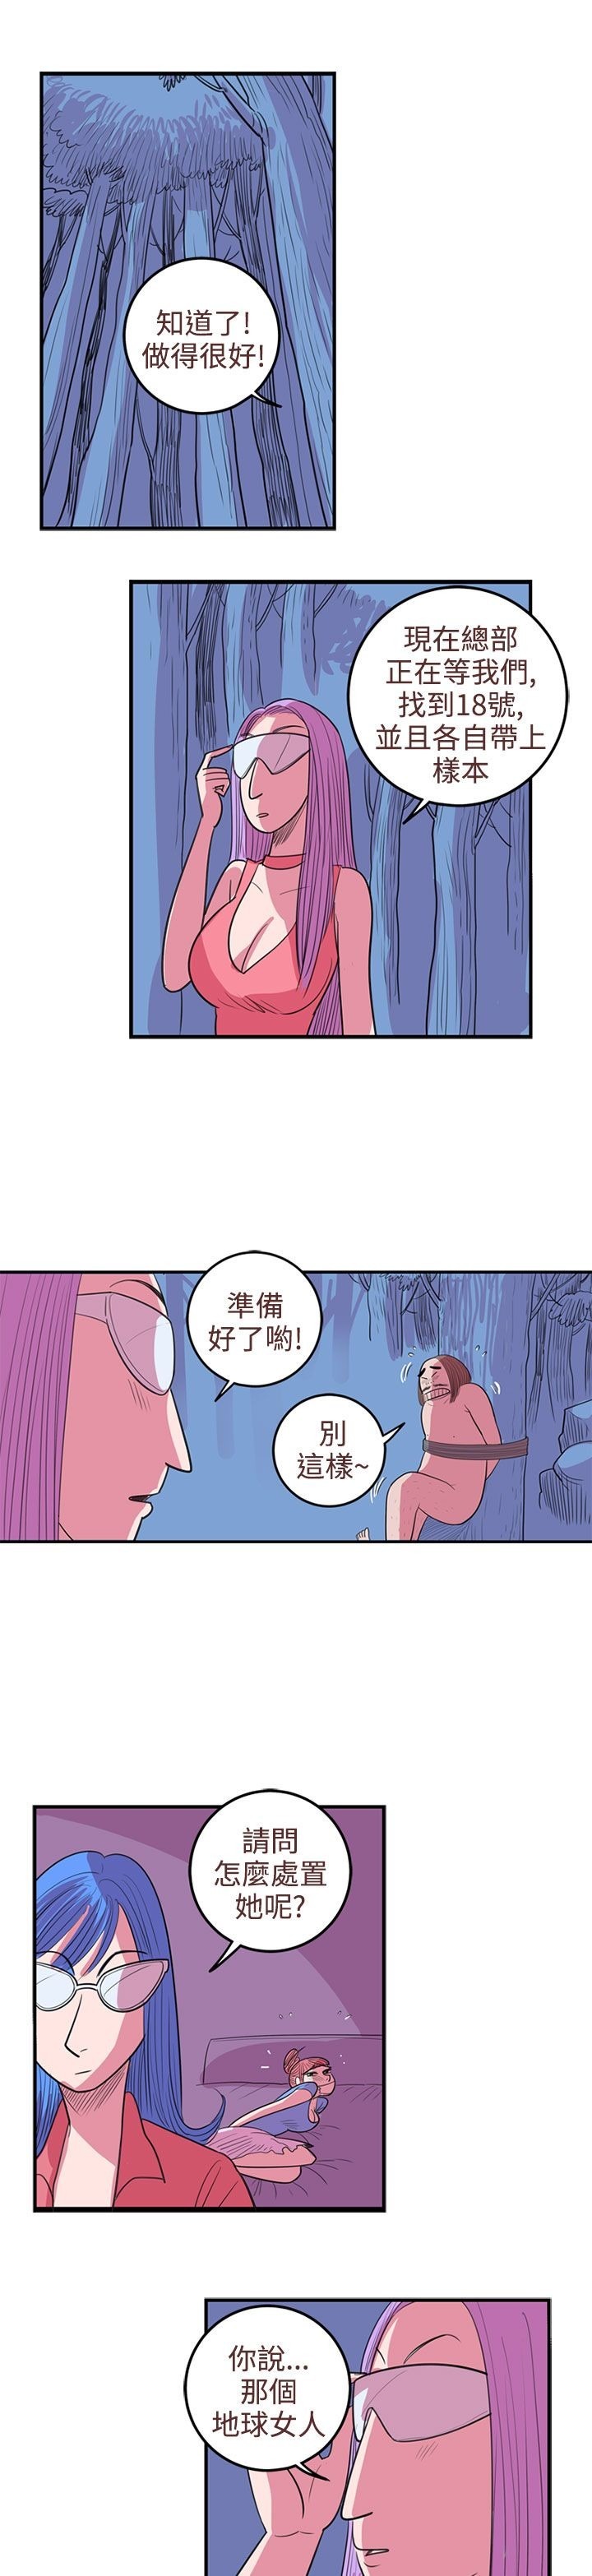 知道了!
做得很好!
現在總部
正在等我們,
找到18號,
並且各自帶上
樣本
準備
好了喲!
別
這樣~
請問
怎麼處置
她呢?
你說...
那個
地球女人